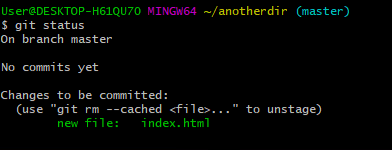 User@DESKTOP-H61QU7O MINGW64 ~/anotherdir (master)
$ git status
On branch master
No commits yet
Changes to be committed:
(use "git rm --cached <file>..." to unstage)
new file:   index.html